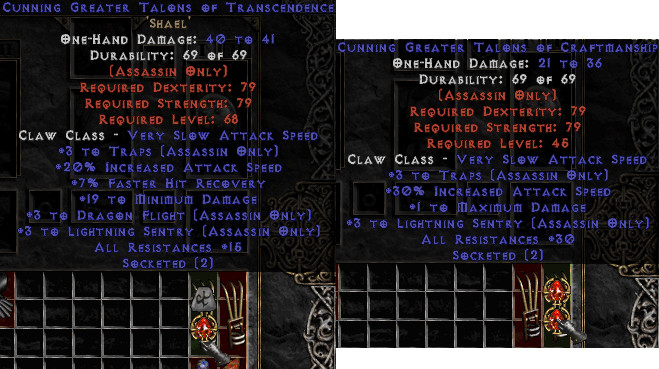 Cunning Greater Talons of Transcendence
'Shael'
One-Hand Damage: 40 to 41
Durability: 69 of 69
(Assassin Only)
Required Dexterity: 79
Required Strength: 79
Required Level: 68
Claw Class - Very Slow Attack Speed
+3 to Traps (Assassin Only)
+20% Increased Attack Speed
+7% Faster Hit Recovery
+19 to Minimum Damage
+3 to Dragon Flight (Assassin Only)
+3 to Lightning Sentry (Assassin Only)
All Resistances +15
Socketed (2)
Cunning Greater Talons of Craftmanship
One-Hand Damage: 21 to 36
Durability: 69 of 69
(Assassin Only)
Required Dexterity: 79
Required Strength: 79
Required Level: 45
Claw Class - Very Slow Attack Speed
+3 to Traps (Assassin Only)
+30% Increased Attack Speed
+1 to Maximum Damage
+3 to Lightning Sentry (Assassin Only)
All Resistances +30
Socketed (2)